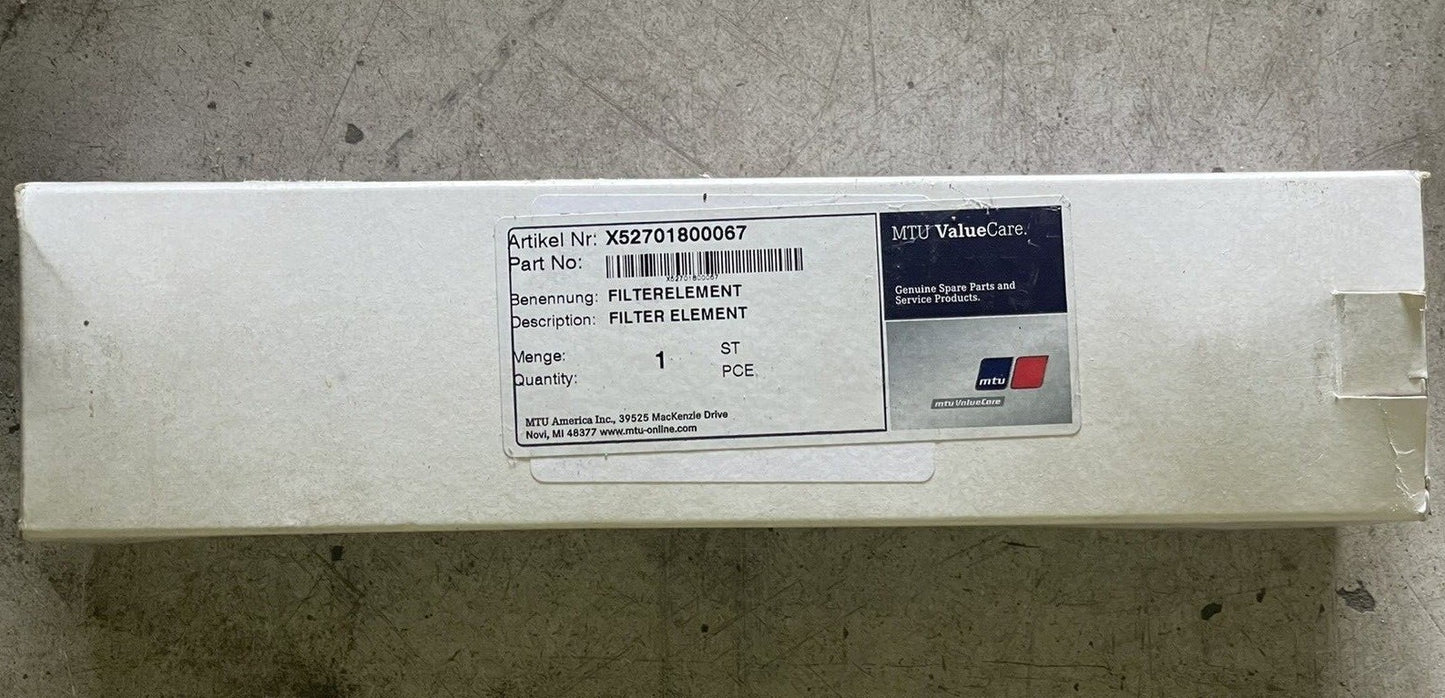 Artikel Nr: X52701800067
Part No:
X52701800067
Benennung: FILTERELEMENT
Description: FILTER ELEMENT
Menge: 1 ST
Quantity: PCE
MTU America Inc., 39525 MacKenzie Drive
Novi, MI 48377 www.mtu-online.com
MTU ValueCare.
Genuine Spare Parts and
Service Products.
mtu
mtu ValueCare